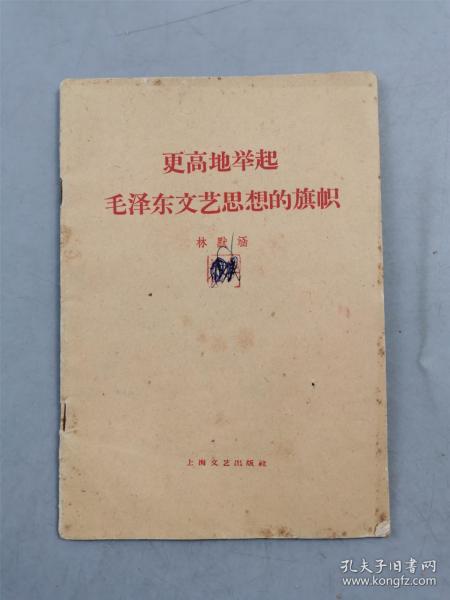 更高地举起
毛泽东文艺思想的旗帜
林默涵
上海文艺出版社
孔夫子旧书网
www.kongfz.com